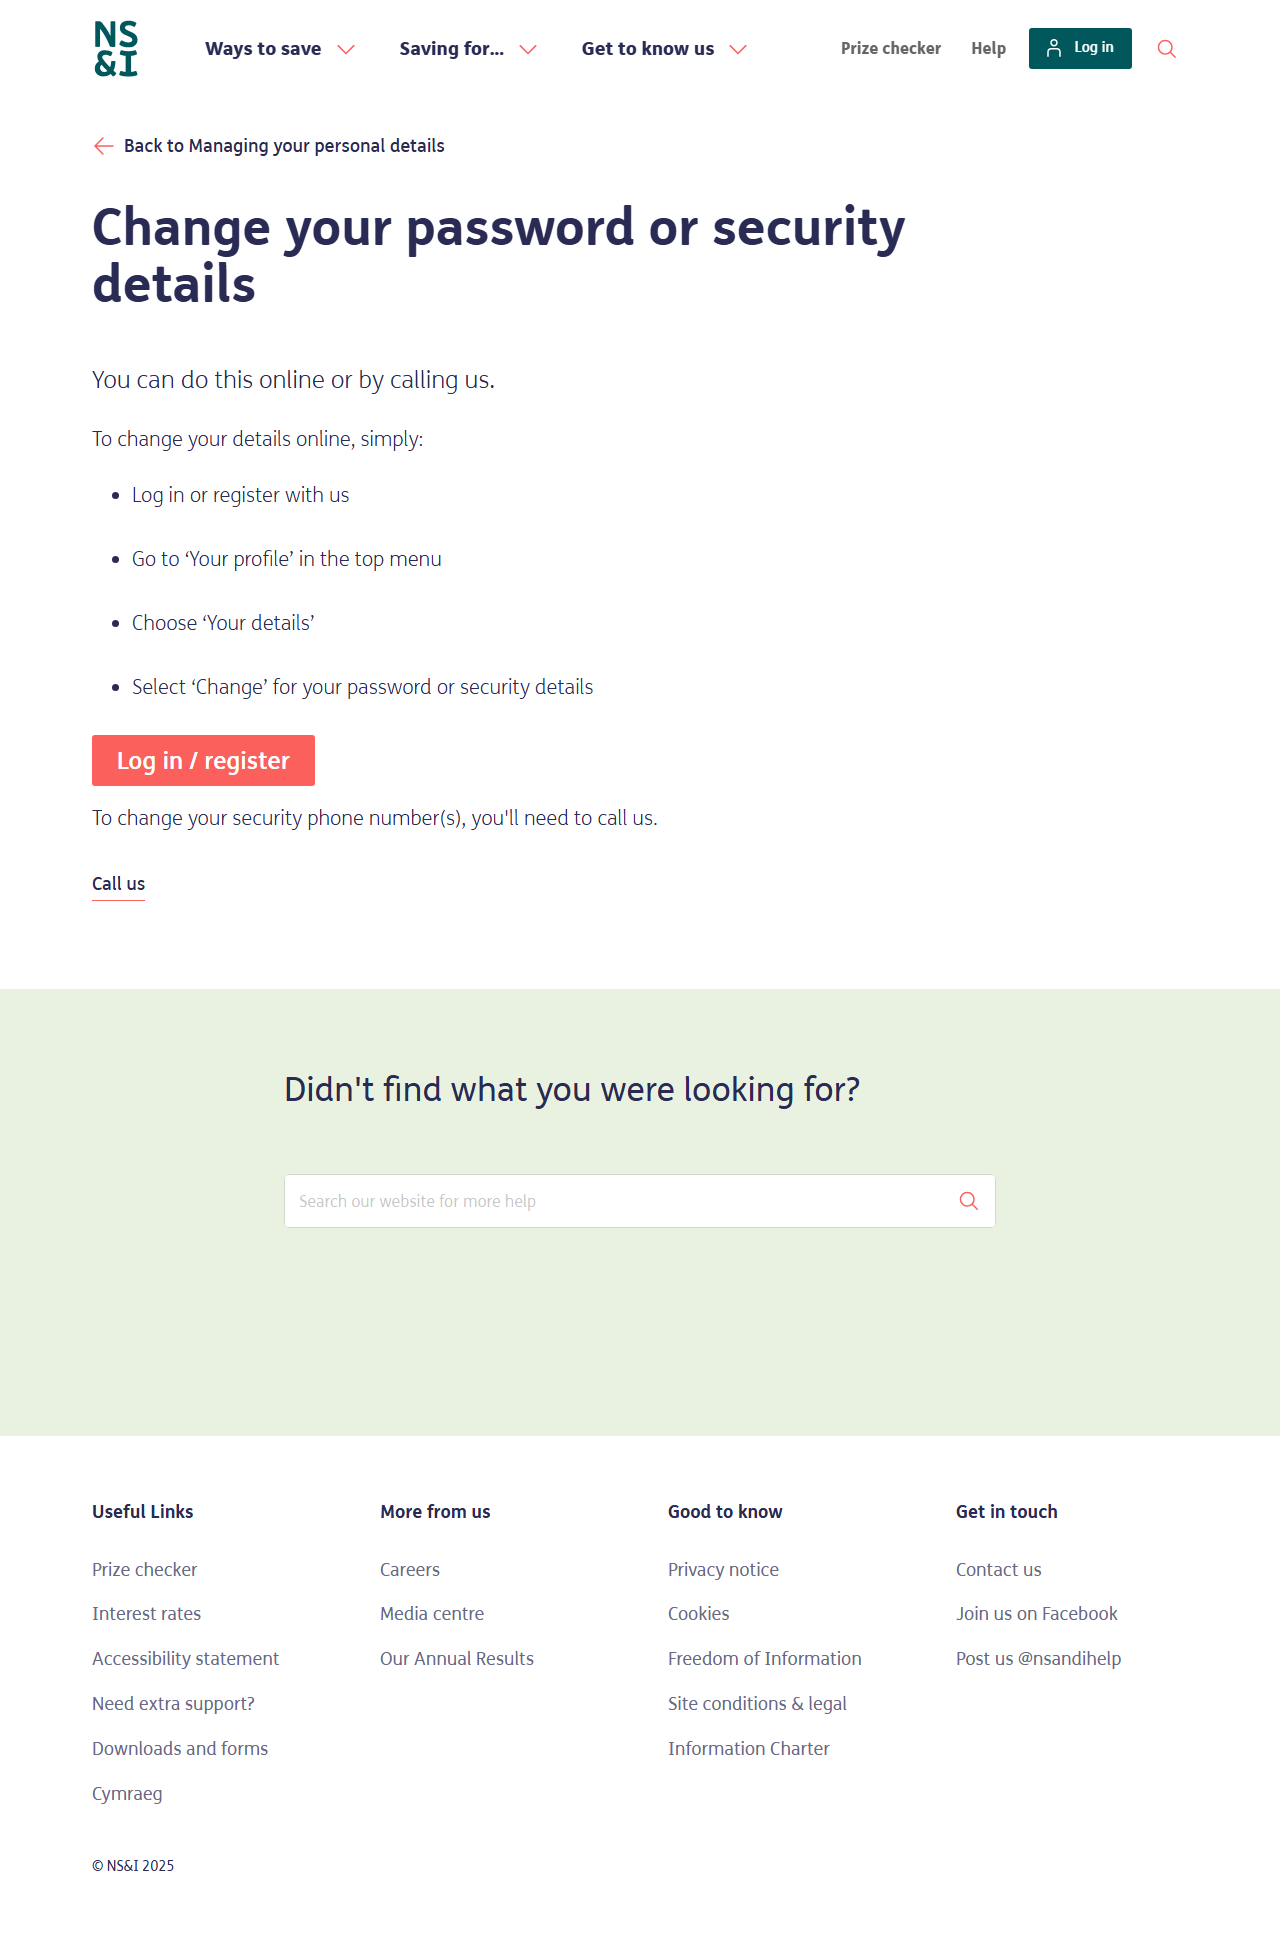 NS
&I
Ways to save
Saving for...
Get to know us
Prize checker
Help
Log in
Back to Managing your personal details
Change your password or security
details
You can do this online or by calling us.
To change your details online, simply:
• Log in or register with us
• Go to ‘Your profile’ in the top menu
• Choose ‘Your details’
• Select ‘Change’ for your password or security details
Log in / register
To change your security phone number(s), you'll need to call us.
Call us
Didn't find what you were looking for?
Search our website for more help
Useful Links
Prize checker
Interest rates
Accessibility statement
Need extra support?
Downloads and forms
Cymraeg
More from us
Careers
Media centre
Our Annual Results
Good to know
Privacy notice
Cookies
Freedom of Information
Site conditions & legal
Information Charter
Get in touch
Contact us
Join us on Facebook
Post us @nsandihelp
© NS&I 2025